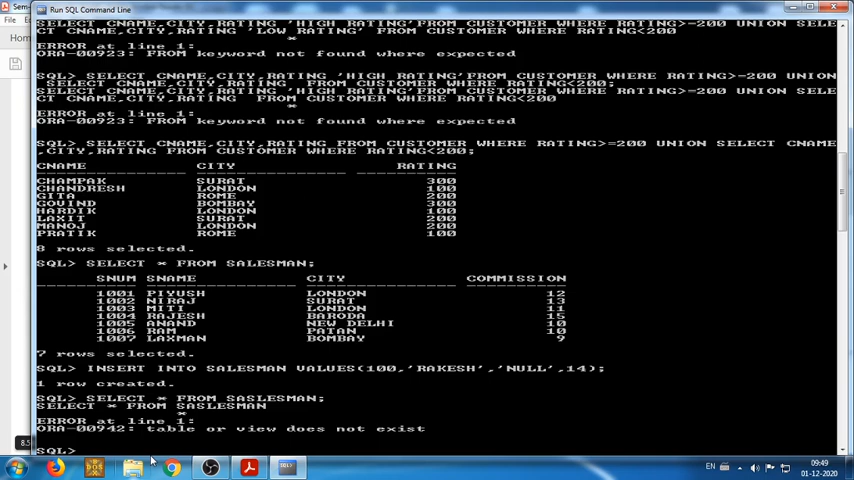 Run SQL Command Line
Sem-
File
Home
SELECT CNAME,CITY,RATING 'HIGH RATING'FROM CUSTOMER WHERE RATING>=200 UNION SELE
CT CNAME,CITY,RATING 'LOW RATING' FROM CUSTOMER WHERE RATING<200
*
ERROR at line 1:
ORA-00923: FROM keyword not found where expected
SQL> SELECT CNAME,CITY,RATING 'HIGH RATING'FROM CUSTOMER WHERE RATING>=200 UNION
SELECT CNAME,CITY,RATING  FROM CUSTOMER WHERE RATING<200;
SELECT CNAME,CITY,RATING 'HIGH RATING'FROM CUSTOMER WHERE RATING>=200 UNION SELE
CT CNAME,CITY,RATING  FROM CUSTOMER WHERE RATING<200
*
ERROR at line 1:
ORA-00923: FROM keyword not found where expected
SQL> SELECT CNAME,CITY,RATING FROM CUSTOMER WHERE RATING>=200 UNION SELECT CNAME
,CITY,RATING FROM CUSTOMER WHERE RATING<200;
CNAME CITY RATING
CHAMPAK SURAT 300
CHANDRESH LONDON 100
GITA ROME 200
GOVIND BOMBAY 300
HARDIK LONDON 100
LAXIT SURAT 200
MANOJ LONDON 200
PRATIK ROME 100
8 rows selected.
SQL> SELECT * FROM SALESMAN;
SNUM SNAME CITY COMMISSION
1001 PIYUSH LONDON 12
1002 NIRAJ SURAT 13
1003 MITI LONDON 11
1004 RAJESH BARODA 15
1005 ANAND NEW DELHI 10
1006 RAM PATAN 10
1007 LAXMAN BOMBAY 9
7 rows selected.
SQL> INSERT INTO SALESMAN VALUES(100,'RAKESH','NULL',14);
1 row created.
SQL> SELECT * FROM SASLESMAN;
SELECT * FROM SASLESMAN
*
ERROR at line 1:
ORA-00942: table or view does not exist
8.5
SQL>
DOS
SQL>
EN
09:49
01-12-2020